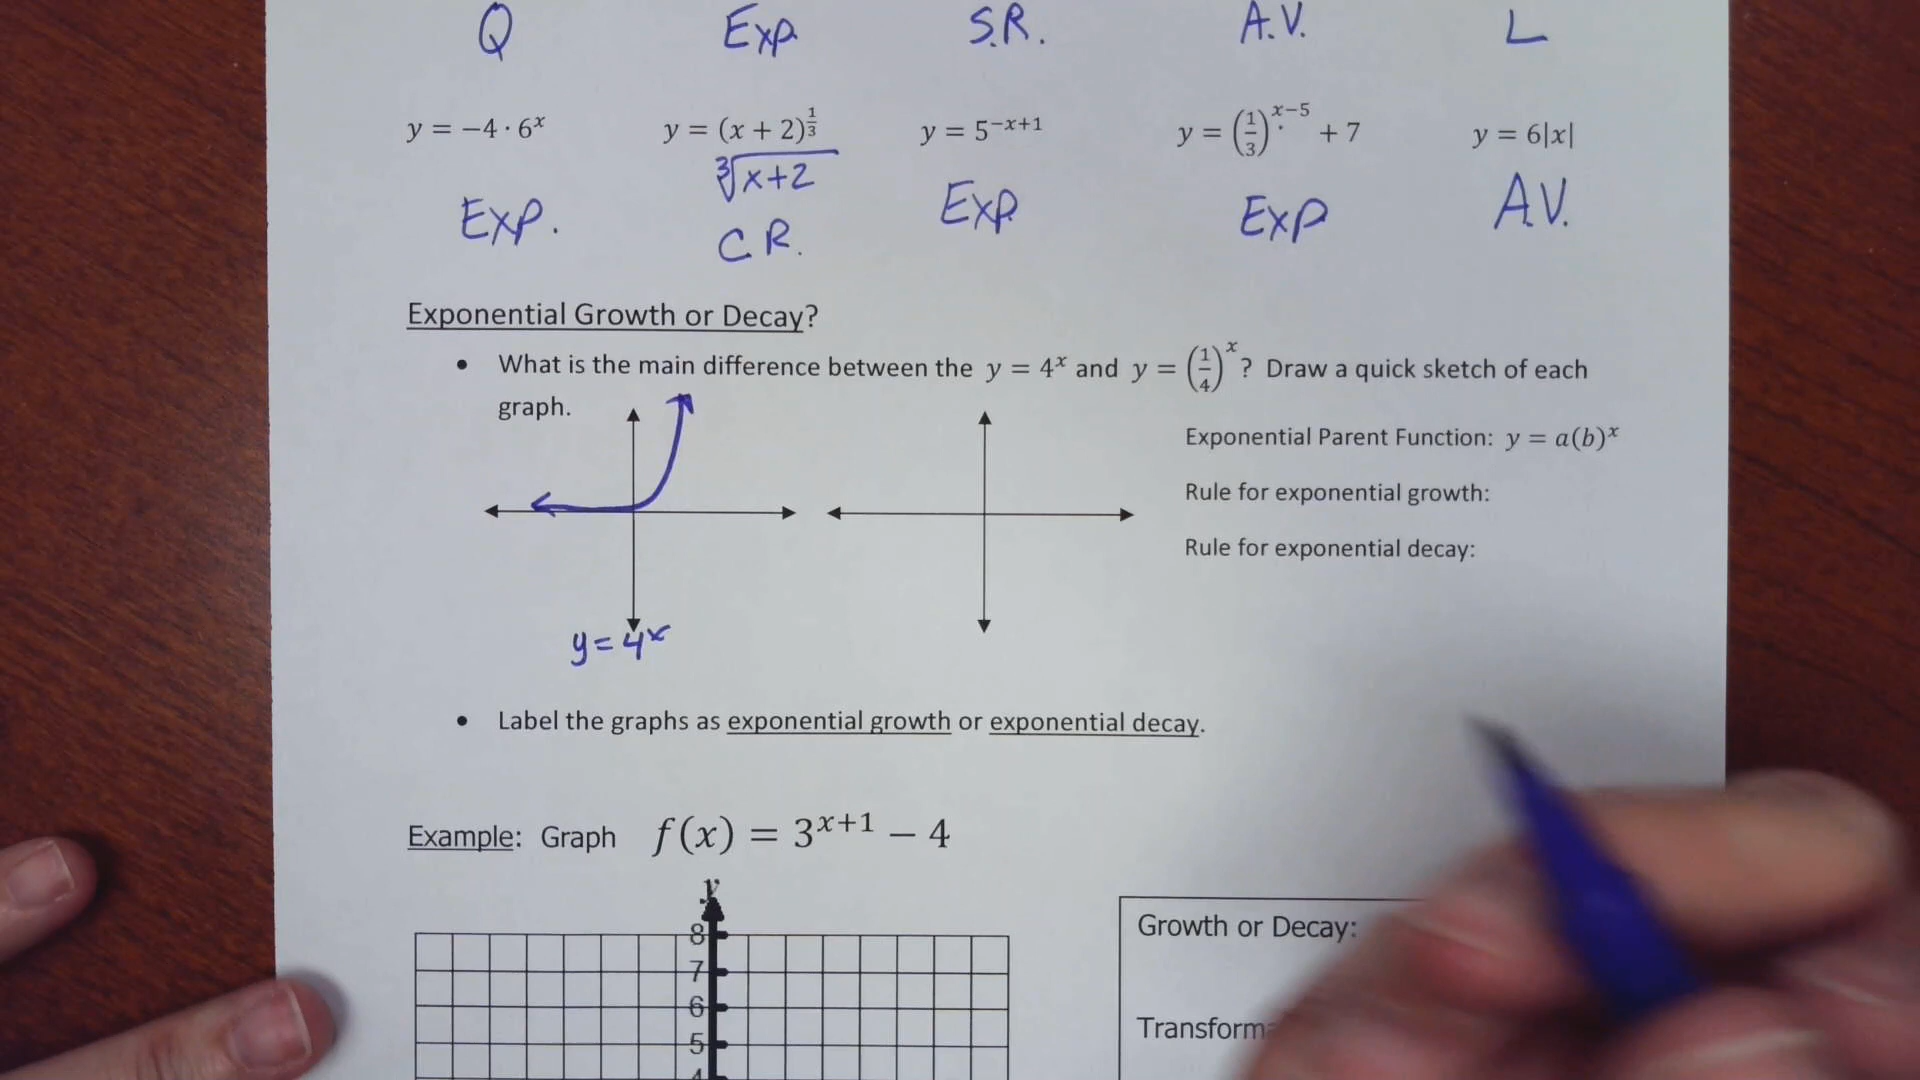 Q Exp. S.R. A.V. L
y = −4 · 6^x y = (x + 2)^(1/3) y = 5^(−x+1) y = (1/3)^(x−5) + 7 y = 6|x|
∛(x+2)
Exp. C.R. Exp. Exp A.V.
Exponential Growth or Decay?
• What is the main difference between the y = 4^x and y = (1/4)^x? Draw a quick sketch of each
graph.
Exponential Parent Function: y = a(b)^x
Rule for exponential growth:
Rule for exponential decay:
y = 4^x
• Label the graphs as exponential growth or exponential decay.
Example: Graph f(x) = 3^(x+1) − 4
y
8
7
6
5
4
Growth or Decay: